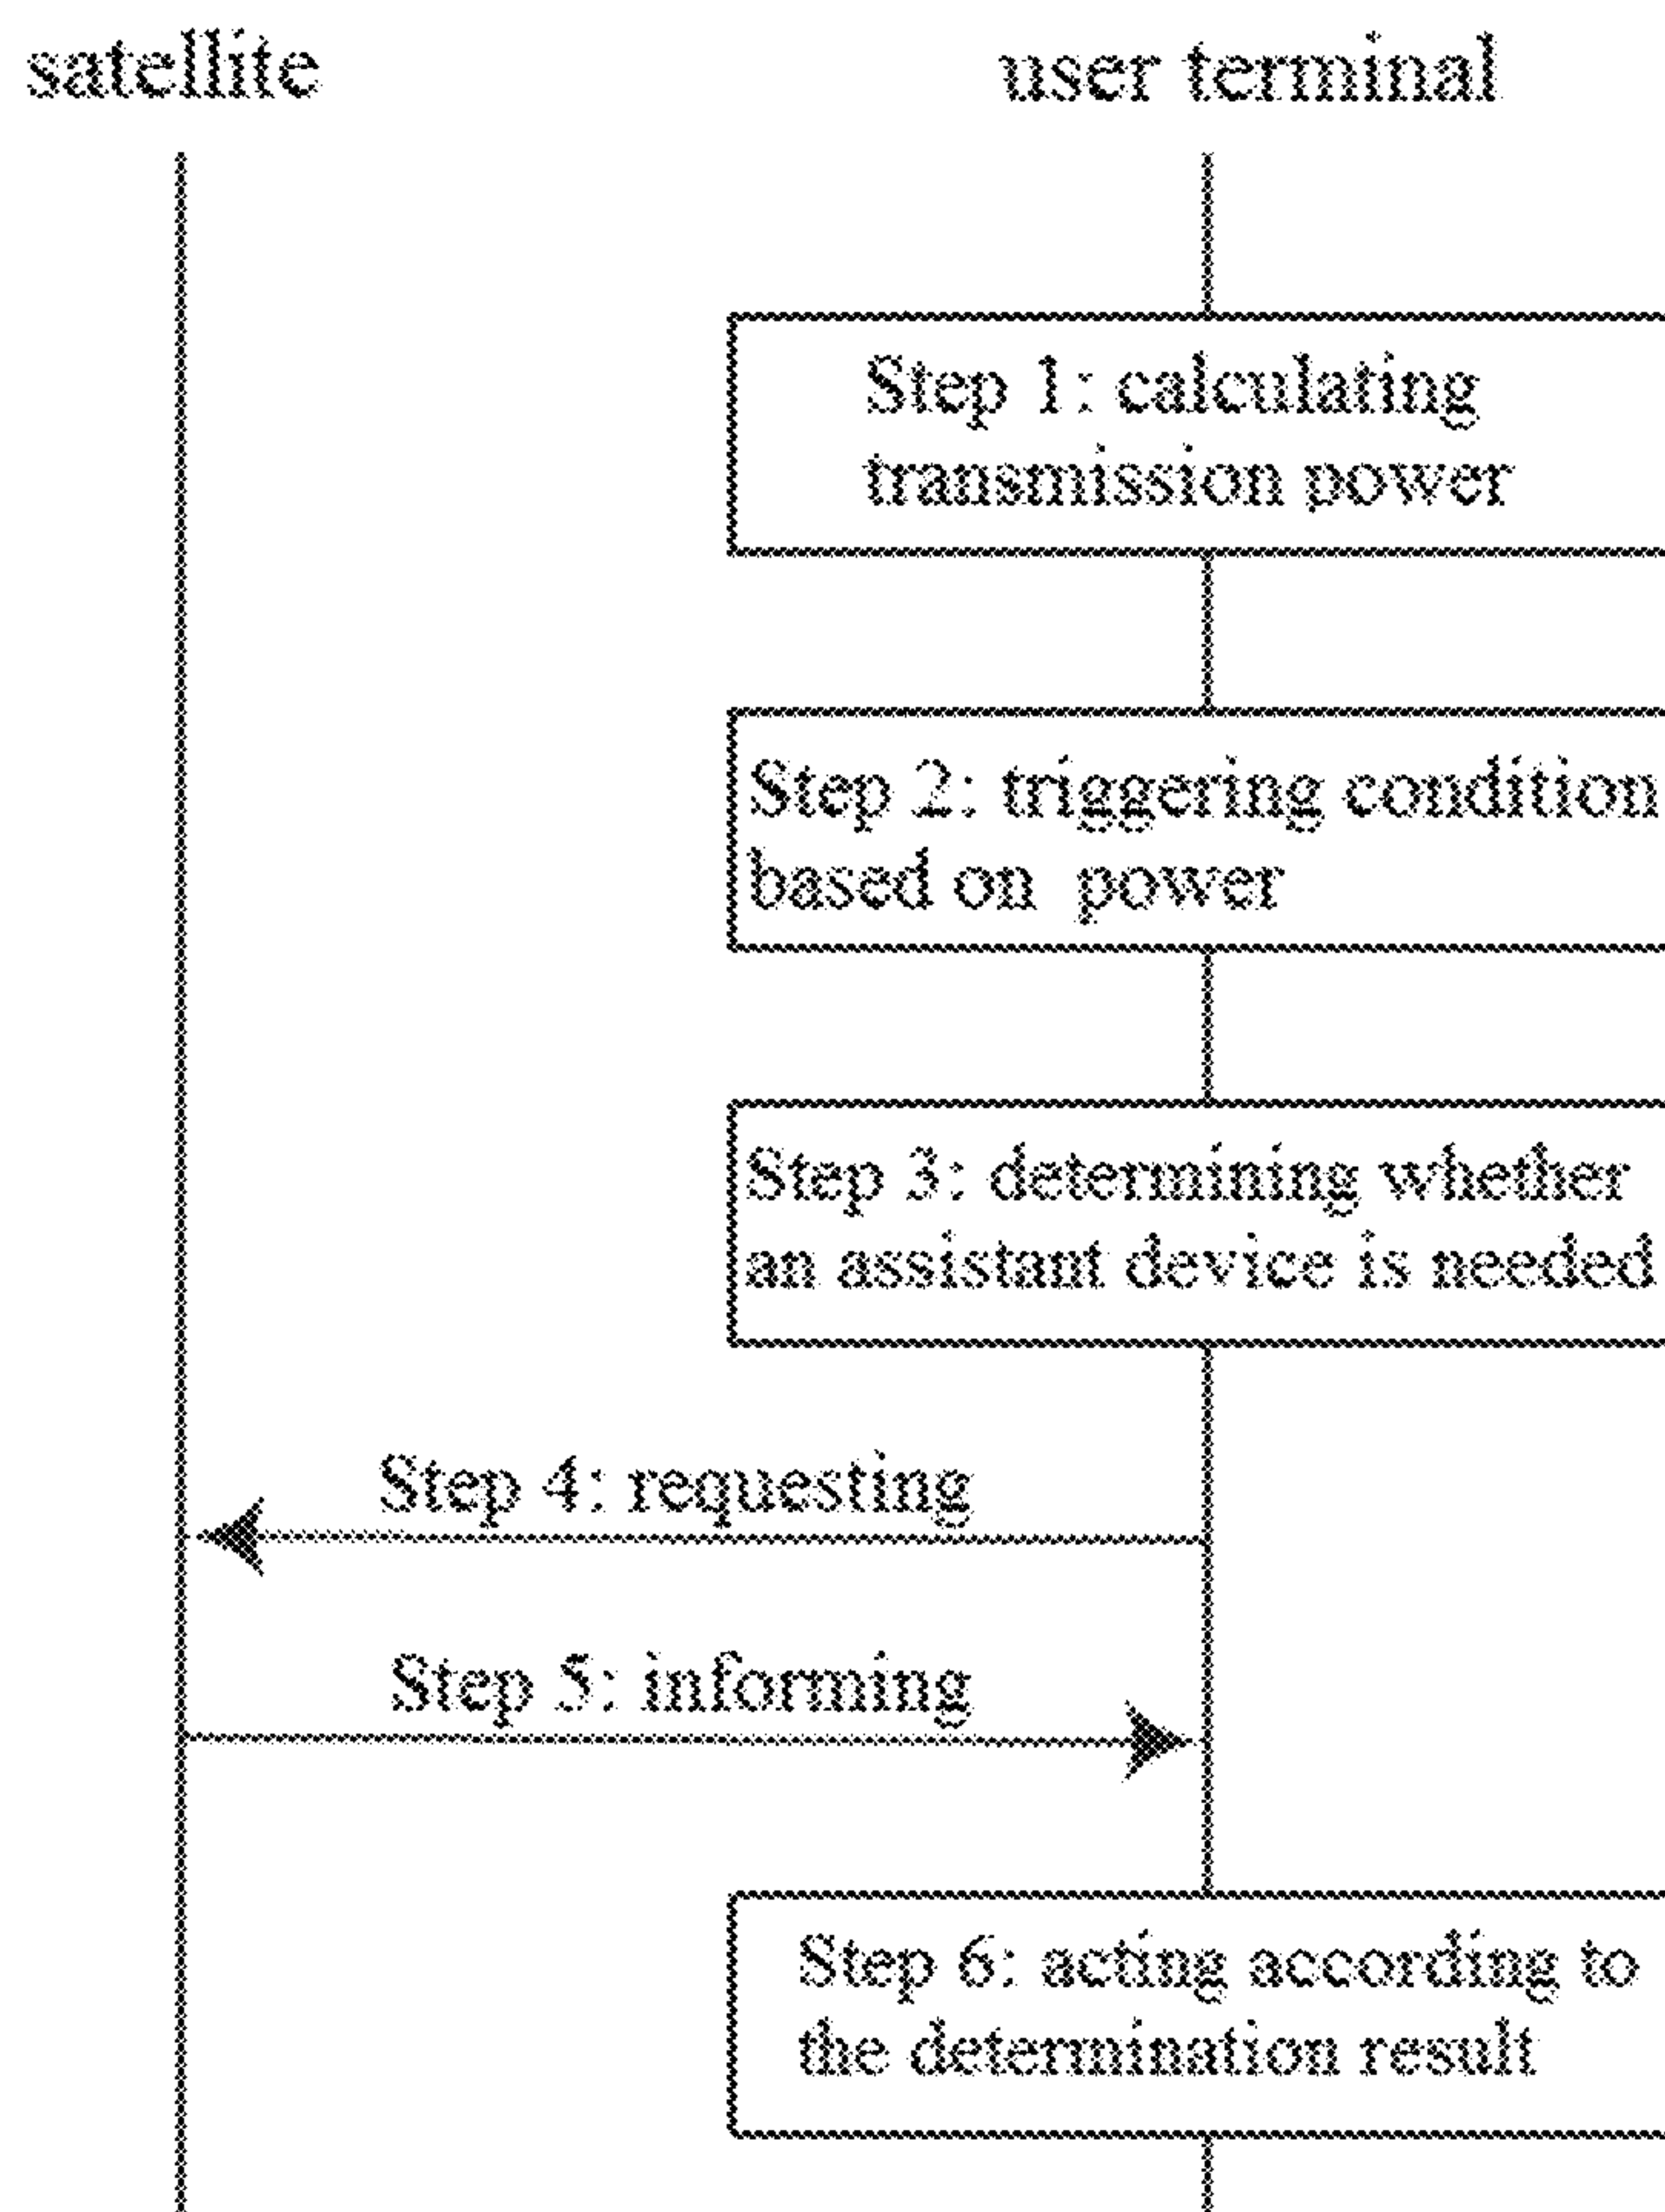 satellite
user terminal
Step 1: calculating
transmission power
Step 2: triggering condition
based on power
Step 3: determining whether
an assistant device is needed
Step 4: requesting
Step 5: informing
Step 6: acting according to
the determination result